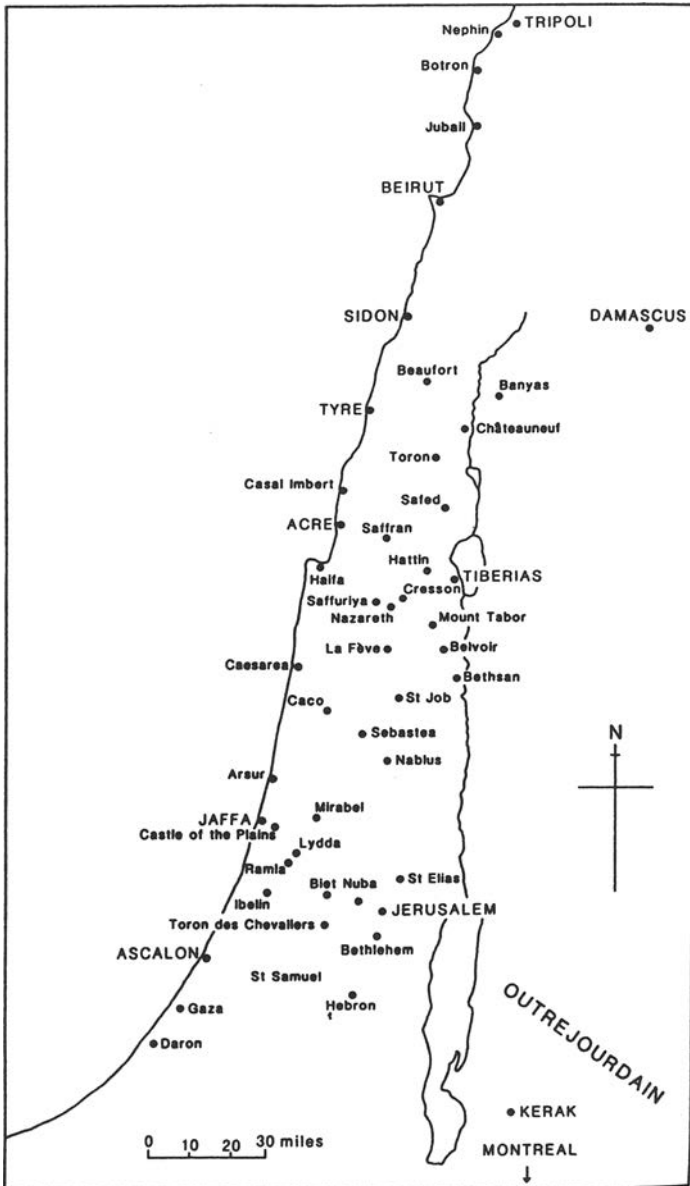 Nephin
TRIPOLI
Botron
Jubail
BEIRUT
SIDON
DAMASCUS
Beaufort
Banyas
TYRE
Châteauneuf
Toron
Casal Imbert
Safed
ACRE
Saffran
Hattin
Haifa
TIBERIAS
Cresson
Saffuriya
Nazareth
Mount Tabor
La Fève
Belvoir
Caesarea
Bethsan
St Job
Caco
Sebastea
N
Nablus
Arsur
Mirabel
JAFFA
Castle of the Plains
Lydda
Ramla
St Elias
Biet Nuba
Ibelin
JERUSALEM
Toron des Chevaliers
Bethlehem
ASCALON
St Samuel
Hebron
Gaza
OUTREJOURDAIN
Daron
KERAK
0 10 20 30 miles
MONTREAL